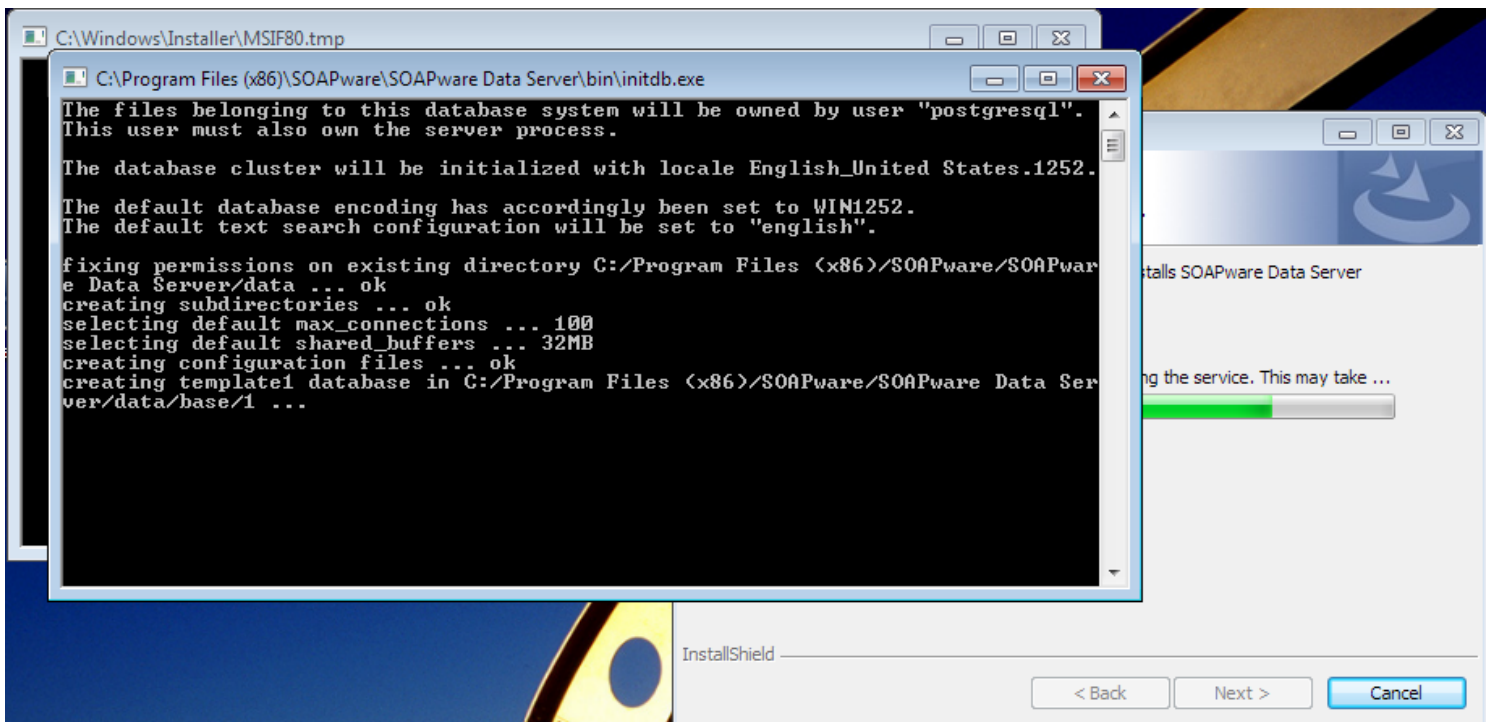 C:\Windows\Installer\MSIF80.tmp
C:\Program Files (x86)\SOAPware\SOAPware Data Server\bin\initdb.exe
The files belonging to this database system will be owned by user "postgresql".
This user must also own the server process.
The database cluster will be initialized with locale English_United States.1252.
The default database encoding has accordingly been set to WIN1252.
The default text search configuration will be set to "english".
fixing permissions on existing directory C:/Program Files (x86)/SOAPware/SOAPwar
e Data Server/data ... ok
creating subdirectories ... ok
selecting default max_connections ... 100
selecting default shared_buffers ... 32MB
creating configuration files ... ok
creating template1 database in C:/Program Files (x86)/SOAPware/SOAPware Data Ser
ver/data/base/1 ...
stalls SOAPware Data Server
ng the service. This may take ...
InstallShield
< Back
Next >
Cancel